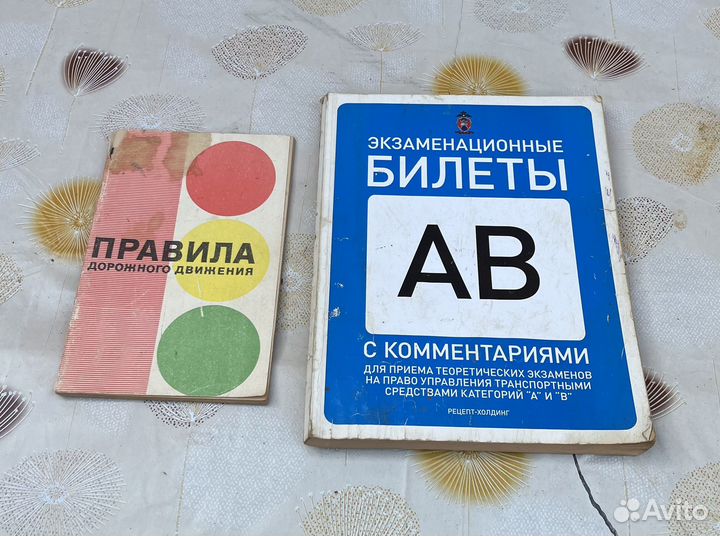 ПРАВИЛА
ДОРОЖНОГО ДВИЖЕНИЯ
ЭКЗАМЕНАЦИОННЫЕ
БИЛЕТЫ
АВ
С КОММЕНТАРИЯМИ
ДЛЯ ПРИЕМА ТЕОРЕТИЧЕСКИХ ЭКЗАМЕНОВ
НА ПРАВО УПРАВЛЕНИЯ ТРАНСПОРТНЫМИ
СРЕДСТВАМИ КАТЕГОРИЙ "А" И "В"
РЕЦЕПТ-ХОЛДИНГ
Avito